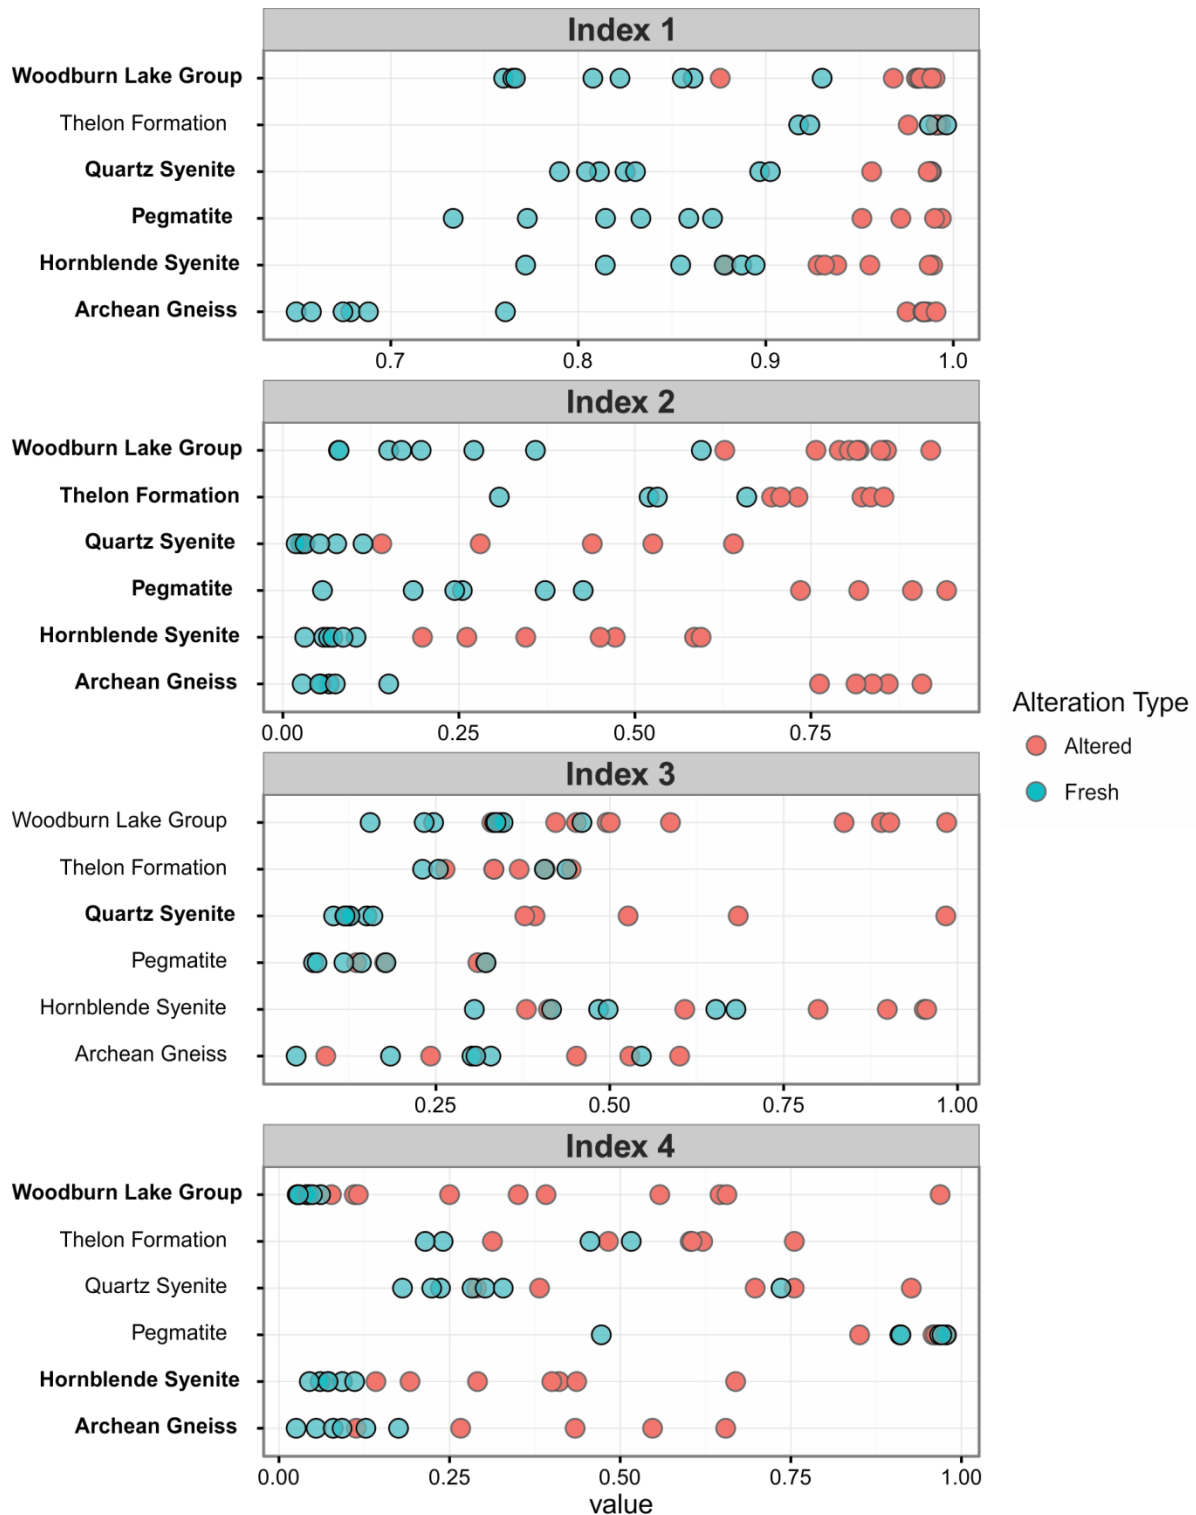 Index 1
Woodburn Lake Group
Thelon Formation
Quartz Syenite
Pegmatite
Hornblende Syenite
Archean Gneiss
0.7 0.8 0.9 1.0
Index 2
Woodburn Lake Group
Thelon Formation
Quartz Syenite
Pegmatite
Hornblende Syenite
Archean Gneiss
0.00 0.25 0.50 0.75
Alteration Type
Altered
Fresh
Index 3
Woodburn Lake Group
Thelon Formation
Quartz Syenite
Pegmatite
Hornblende Syenite
Archean Gneiss
0.25 0.50 0.75 1.00
Index 4
Woodburn Lake Group
Thelon Formation
Quartz Syenite
Pegmatite
Hornblende Syenite
Archean Gneiss
0.00 0.25 0.50 0.75 1.00
value